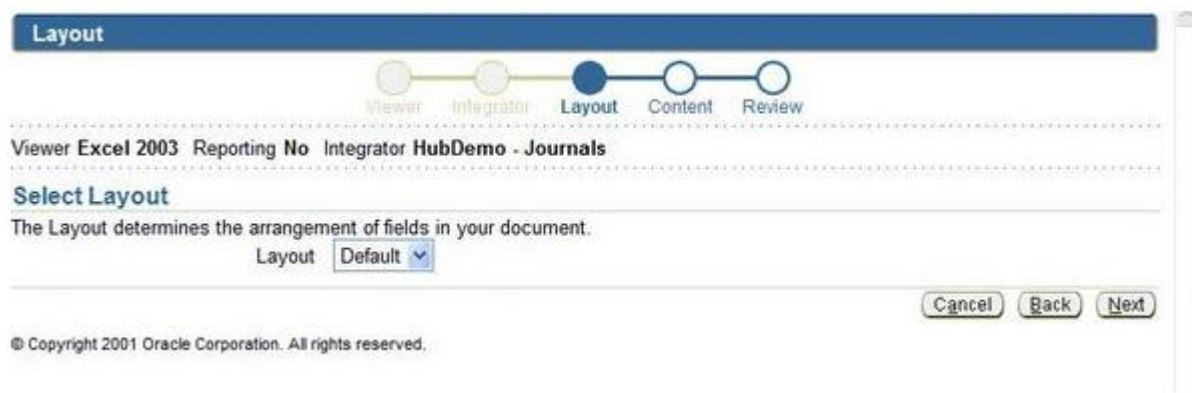 Layout
Viewer Integrator Layout Content Review
Viewer Excel 2003 Reporting No Integrator HubDemo - Journals
Select Layout
The Layout determines the arrangement of fields in your document.
Layout Default
Cancel Back Next
© Copyright 2001 Oracle Corporation. All rights reserved.